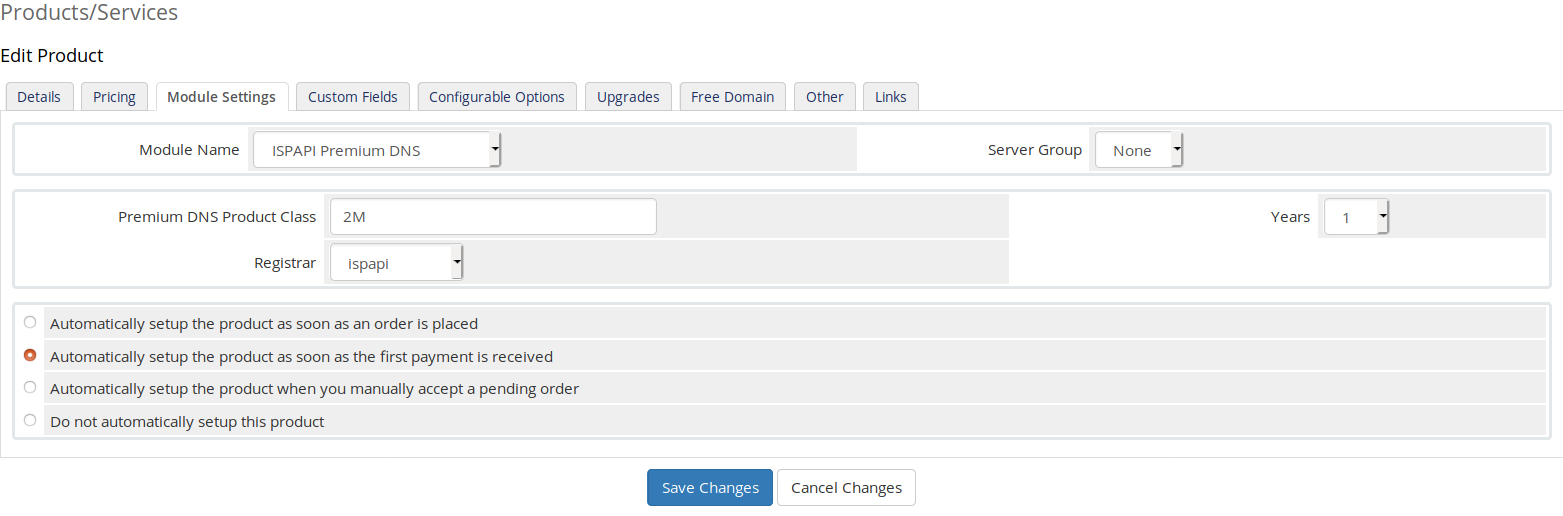 Products/Services
Edit Product
Details Pricing Module Settings Custom Fields Configurable Options Upgrades Free Domain Other Links
Module Name ISPAPI Premium DNS Server Group None
Premium DNS Product Class 2M Years 1
Registrar ispapi
Automatically setup the product as soon as an order is placed
Automatically setup the product as soon as the first payment is received
Automatically setup the product when you manually accept a pending order
Do not automatically setup this product
Save Changes Cancel Changes